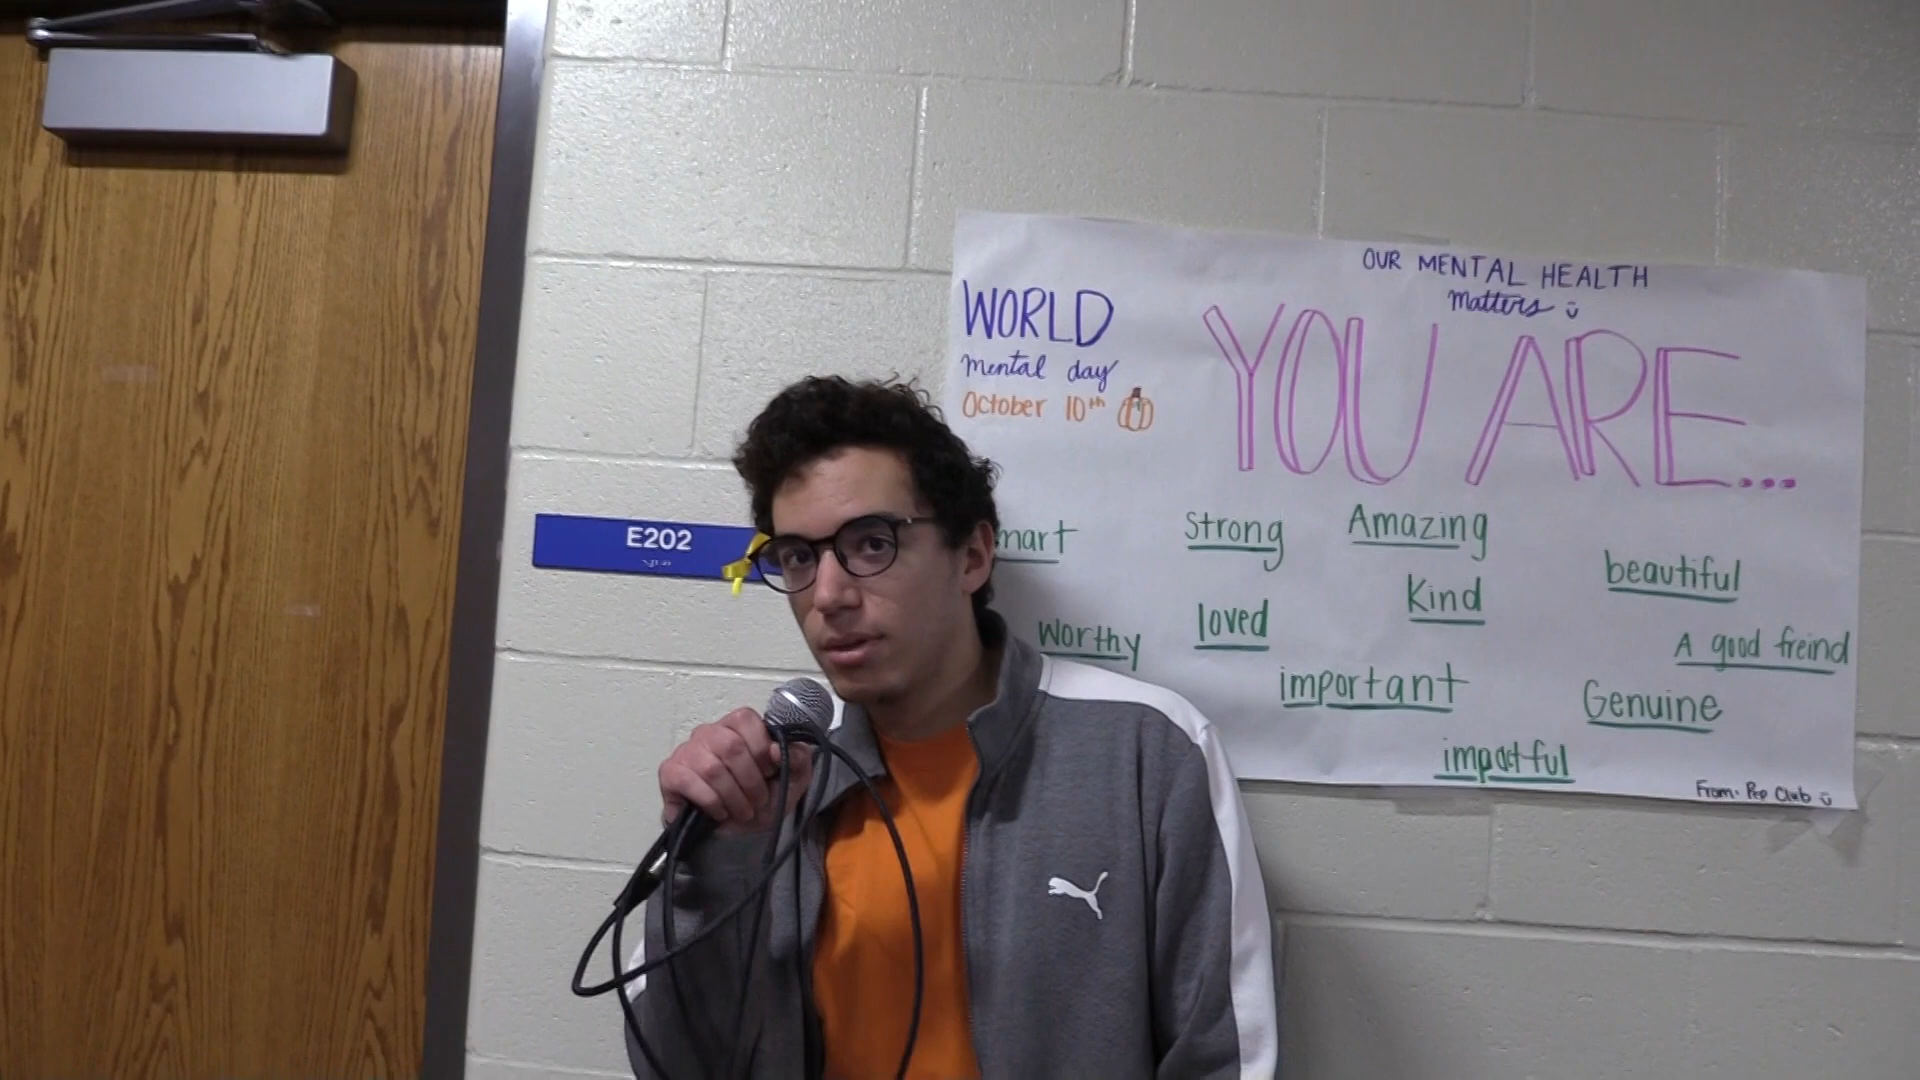 E202
OUR MENTAL HEALTH
Matters
WORLD
mental day
October 10th
YOU ARE...
mart
Strong
Amazing
beautiful
Kind
loved
Worthy
A good freind
important
Genuine
impactful
From: Pep Club